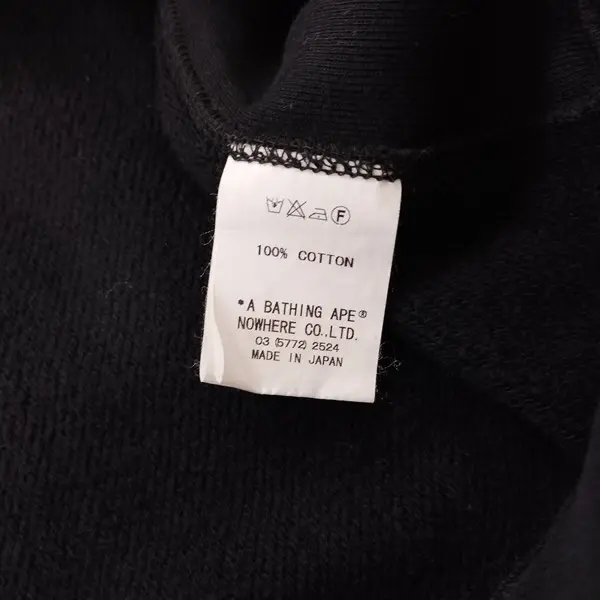 F
100% COTTON
*A BATHING APE®
NOWHERE CO.,LTD.
03 (5772) 2524
MADE IN JAPAN